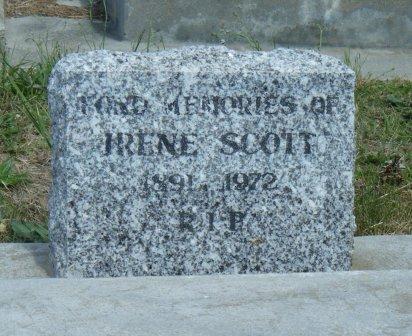 FOND MEMORIES OF
IRENE SCOTT
1891 1972
R I P